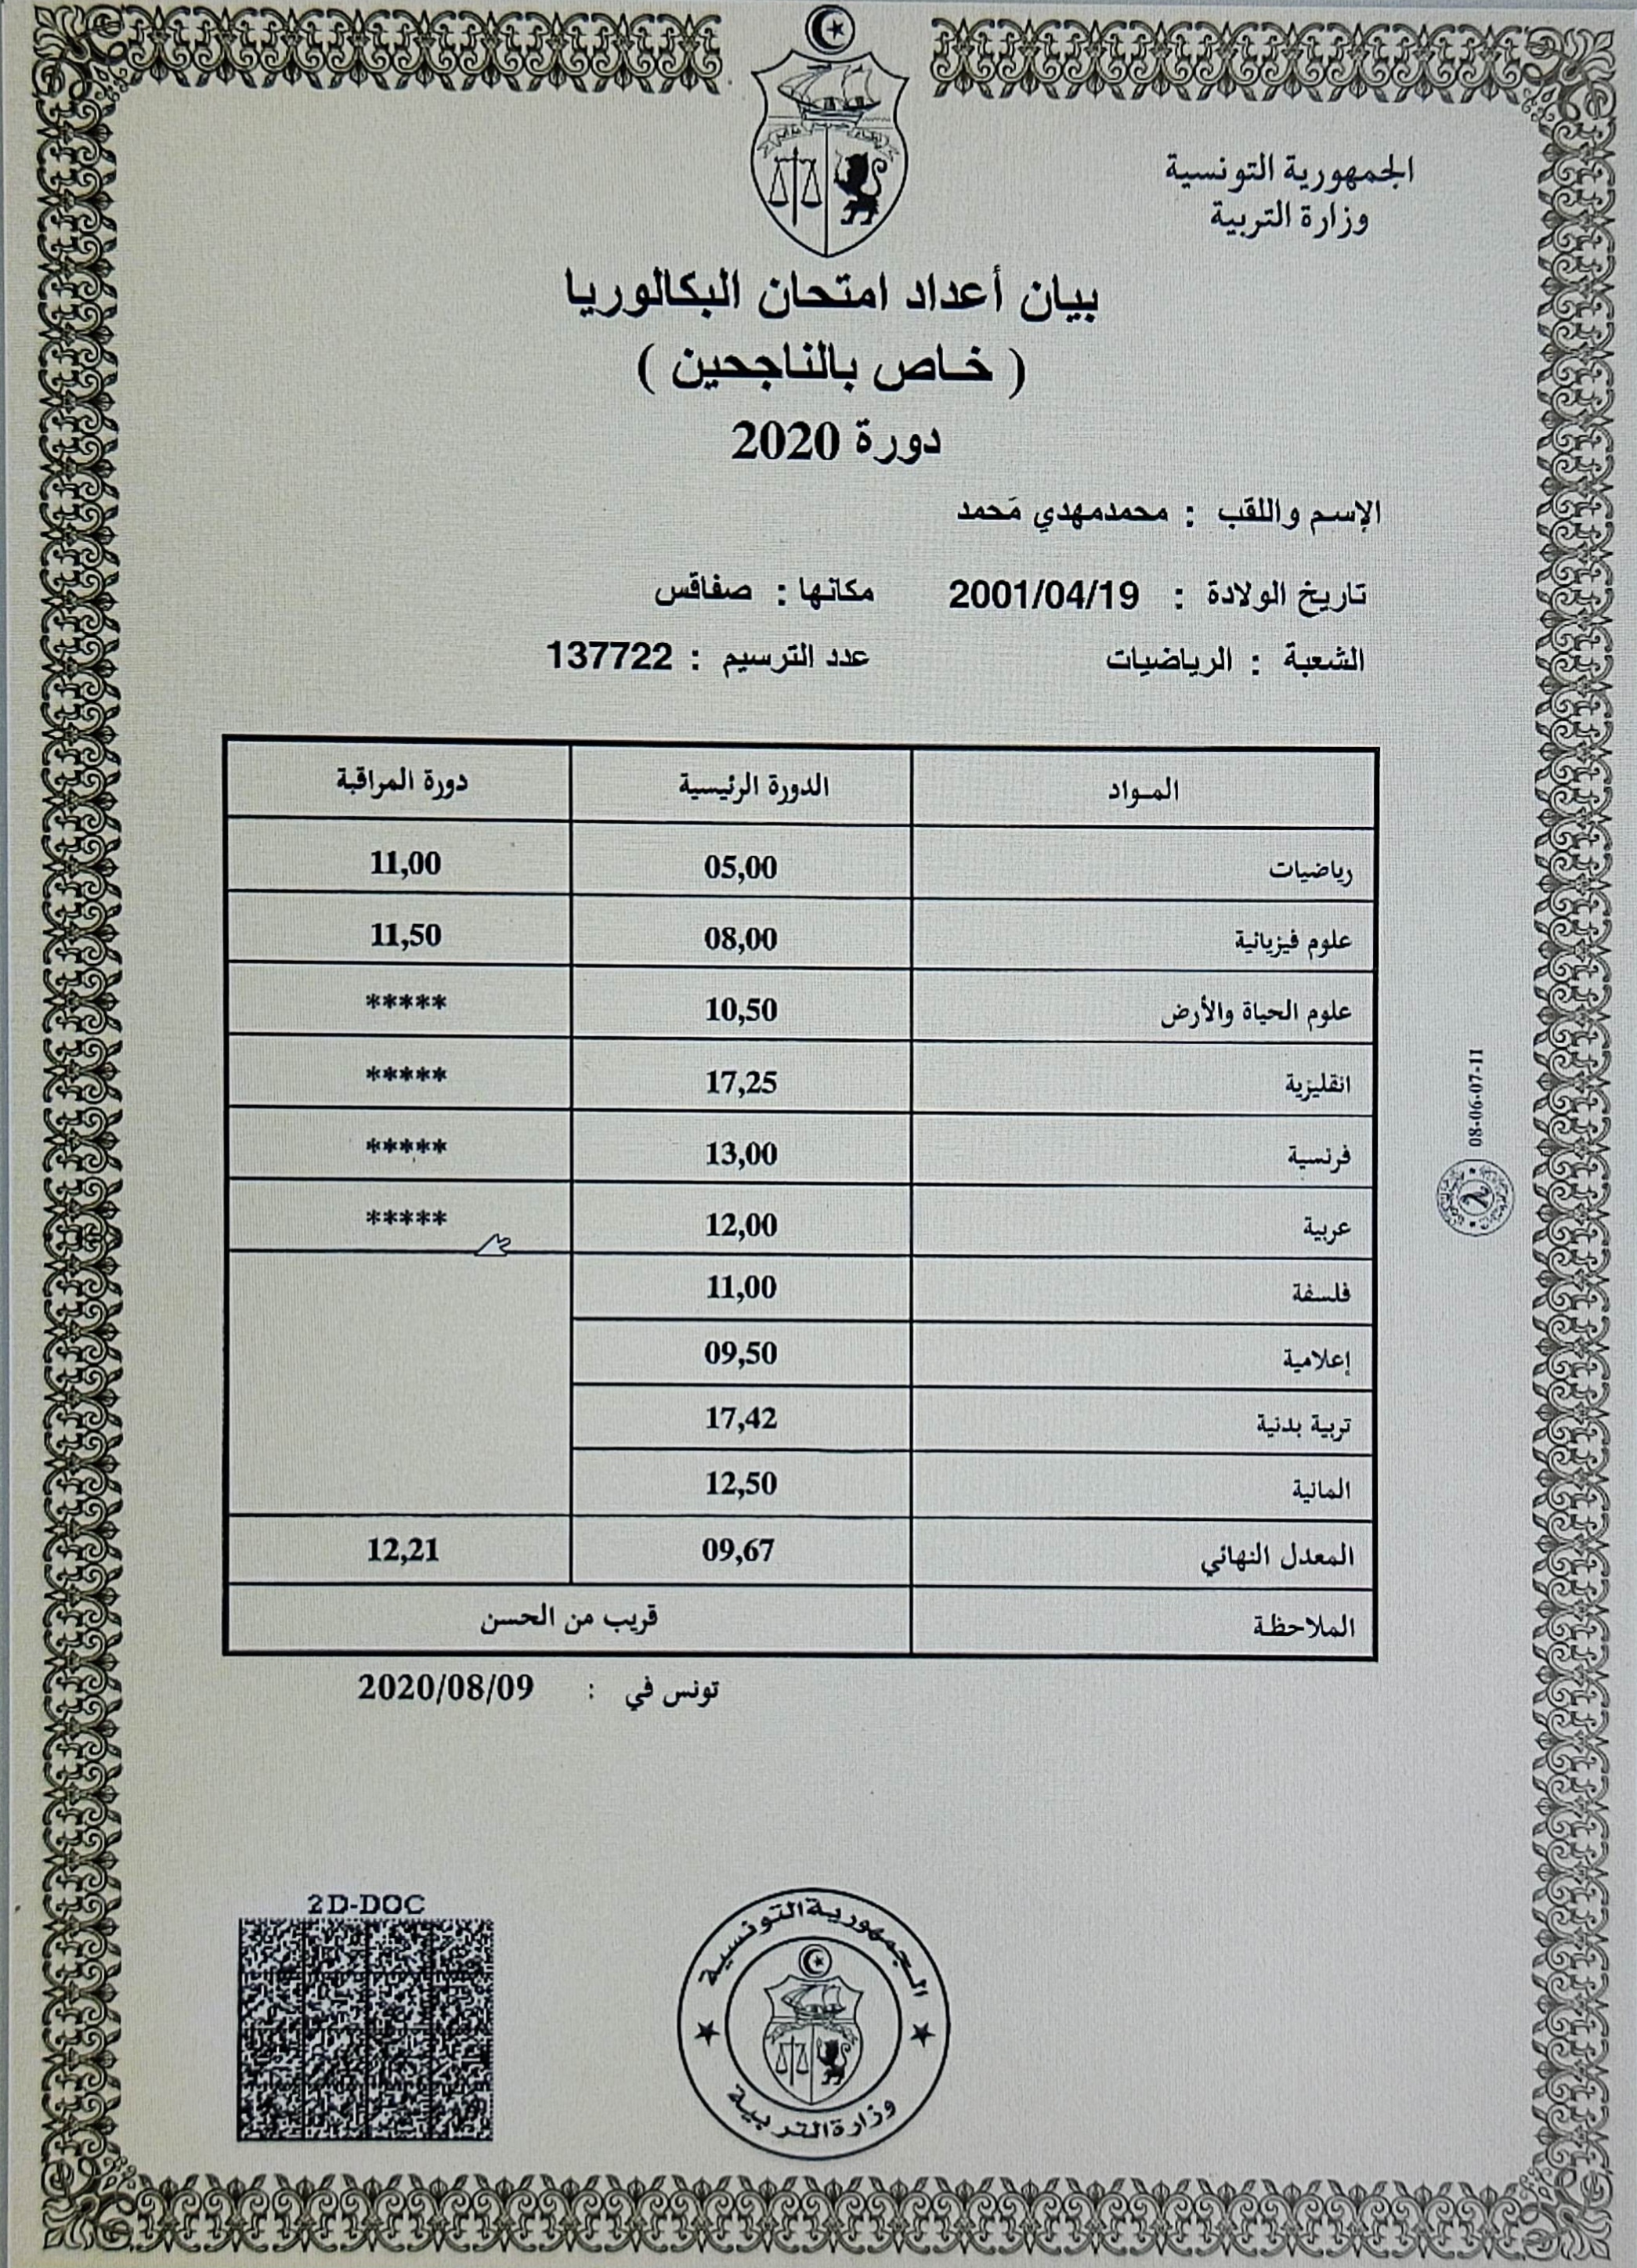 الجمهورية التونسية
وزارة التربية
بيان أعداد امتحان البكالوريا
( خاص بالناجحين )
دورة 2020
الإسم واللقب : محمدمهدي مَحمد
تاريخ الولادة : 2001/04/19 مكانها : صفاقس
الشعبة : الرياضيات عدد الترسيم : 137722
المواد الدورة الرئيسية دورة المراقبة
رياضيات 05,00 11,00
علوم فيزيائية 08,00 11,50
علوم الحياة والأرض 10,50 *****
انقليزية 17,25 *****
فرنسية 13,00 *****
عربية 12,00 *****
فلسفة 11,00
إعلامية 09,50
تربية بدنية 17,42
المانية 12,50
المعدل النهائي 09,67 12,21
الملاحظة قريب من الحسن
تونس في : 2020/08/09
08-06-07-11
2D-DOC
الجمهورية التونسية
وزارة التربية